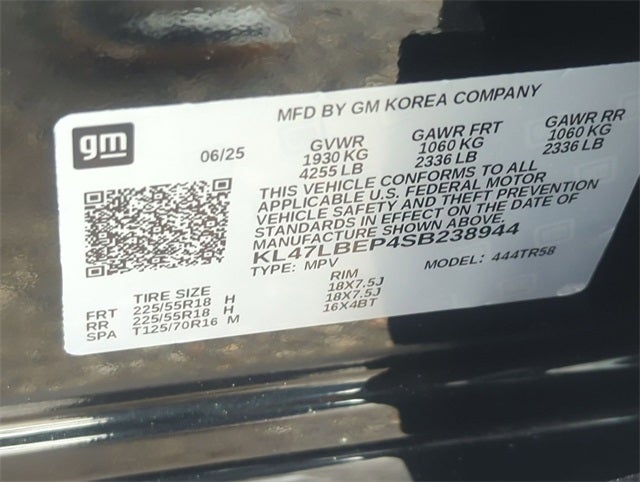 MFD BY GM KOREA COMPANY
gm
06/25
GVWR GAWR FRT GAWR RR
1930 KG 1060 KG 1060 KG
4255 LB 2336 LB 2336 LB
THIS VEHICLE CONFORMS TO ALL
APPLICABLE U.S. FEDERAL MOTOR
VEHICLE SAFETY AND THEFT PREVENTION
STANDARDS IN EFFECT ON THE DATE OF
MANUFACTURE SHOWN ABOVE.
KL47LBEP4SB238944
TYPE: MPV MODEL: 444TR58
TIRE SIZE RIM
FRT 225/55R18 H 18X7.5J
RR 225/55R18 H 18X7.5J
SPA T125/70R16 M 16X4BT